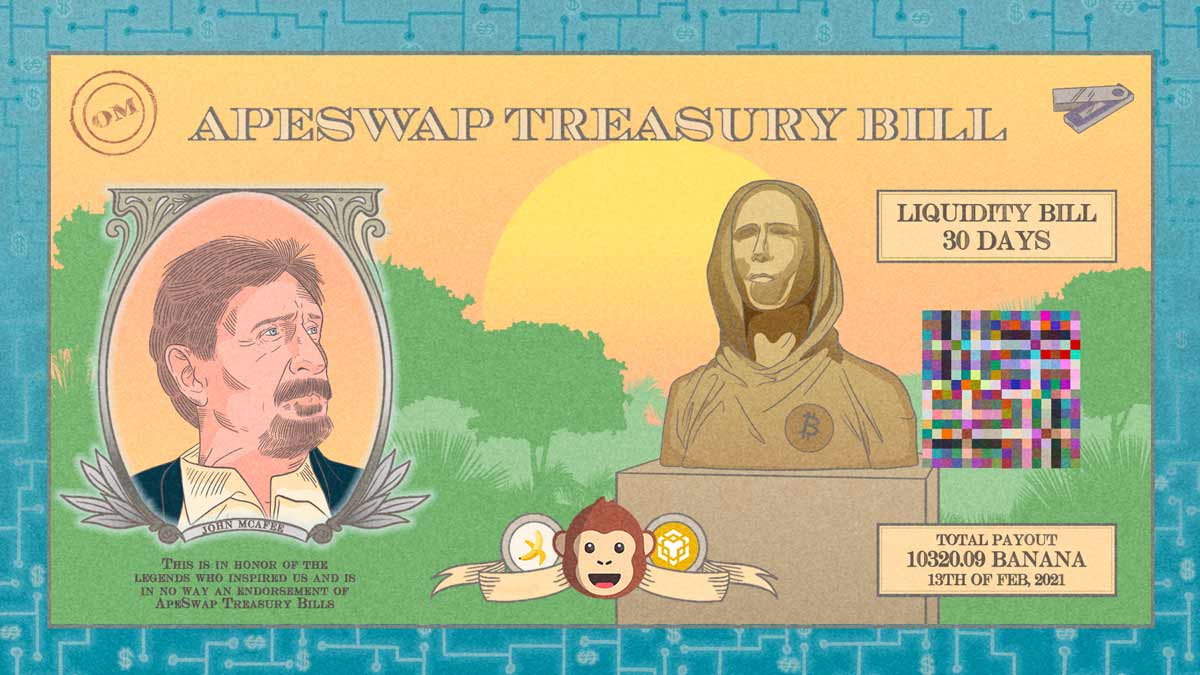 OM
APESWAP TREASURY BILL
LIQUIDITY BILL
30 DAYS
JOHN MCAFEE
THIS IS IN HONOR OF THE
LEGENDS WHO INSPIRED US AND IS
IN NO WAY AN ENDORSEMENT OF
APESWAP TREASURY BILLS
TOTAL PAYOUT
10320.09 BANANA
13TH OF FEB, 2021